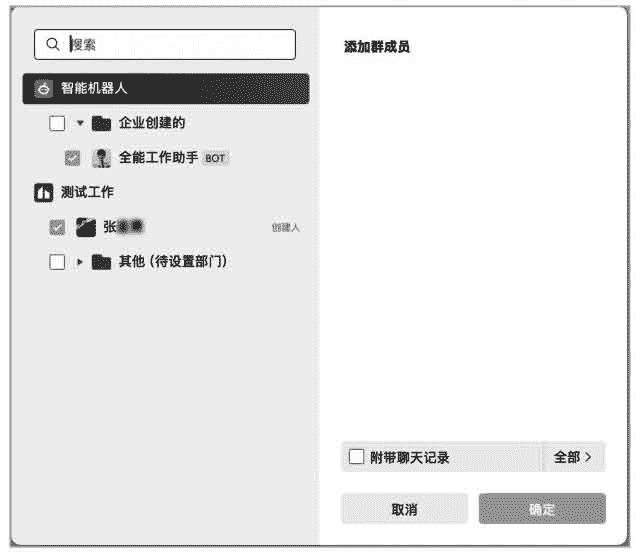 搜索
添加群成员
智能机器人
企业创建的
全能工作助手 BOT
测试工作
张
创建人
其他（待设置部门）
附带聊天记录 全部 >
取消 确定